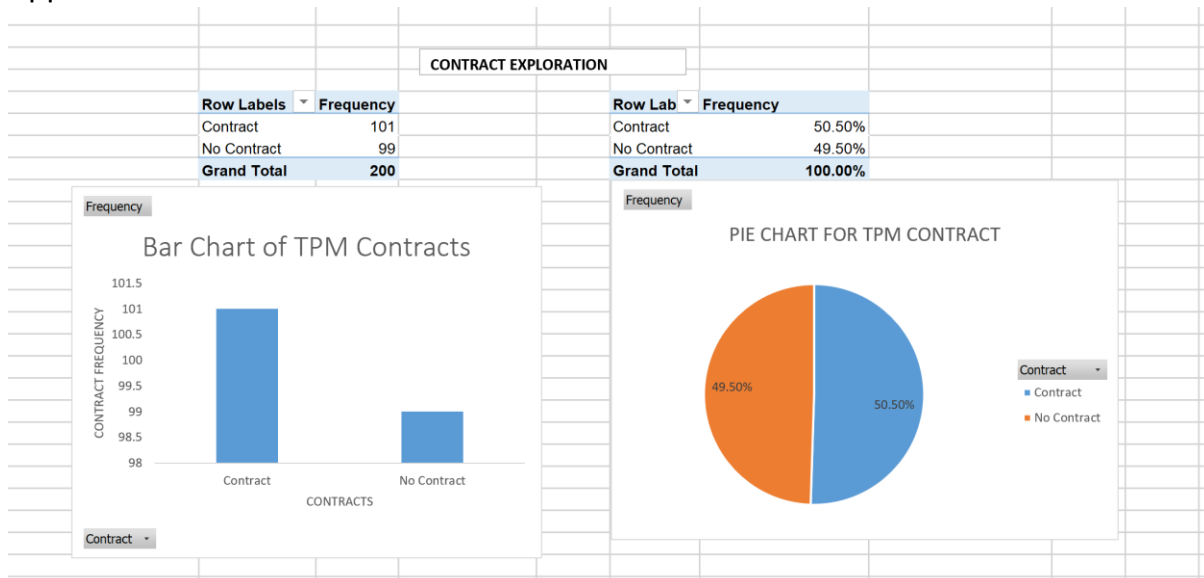 CONTRACT EXPLORATION
Row Labels Frequency
Contract 101
No Contract 99
Grand Total 200
Row Lab Frequency
Contract 50.50%
No Contract 49.50%
Grand Total 100.00%
Frequency
Bar Chart of TPM Contracts
CONTRACT FREQUENCY
101.5
101
100.5
100
99.5
99
98.5
98
Contract No Contract
CONTRACTS
Contract
Frequency
PIE CHART FOR TPM CONTRACT
49.50%
50.50%
Contract
Contract
No Contract